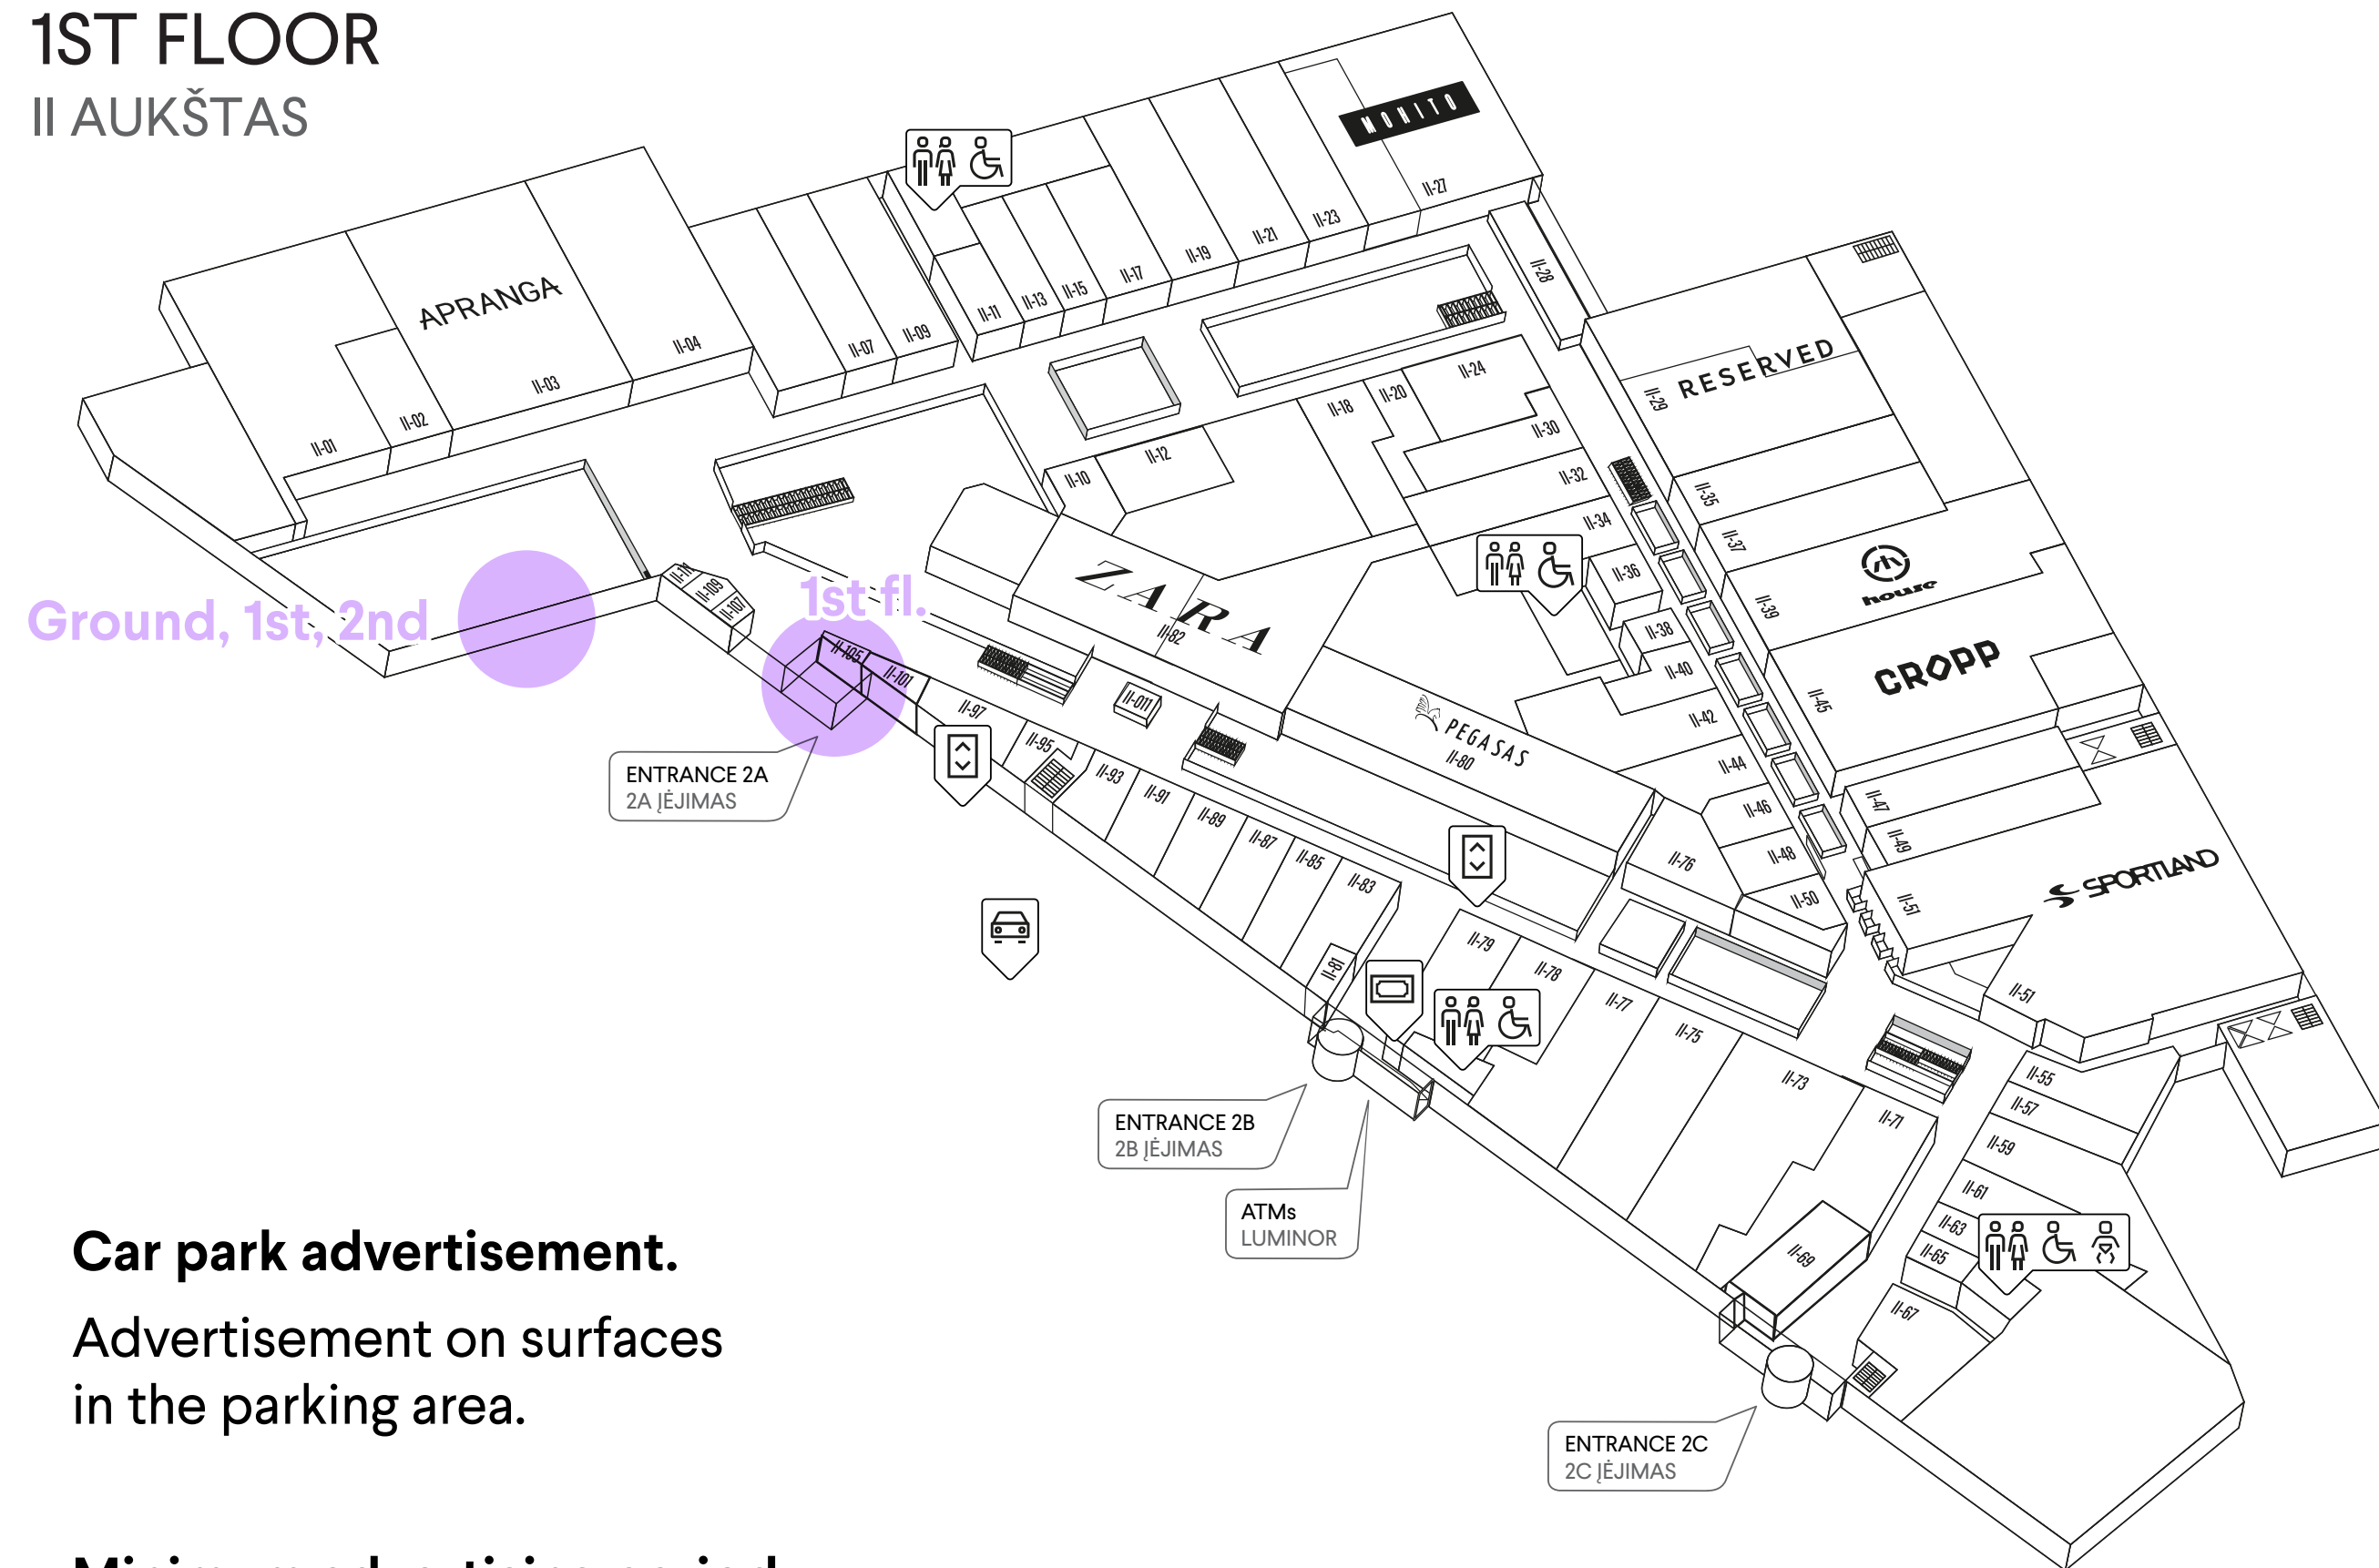 1ST FLOOR
II AUKŠTAS
MOHITO
II-27
II-23
II-21
II-19
II-17
II-15
II-13
II-11
II-09
II-07
II-04
APRANGA
II-03
II-02
II-01
II-28
RESERVED
II-29
II-24
II-20
II-18
II-30
II-12
II-10
II-32
II-34
II-35
II-37
house
II-39
II-36
II-38
II-40
II-42
II-44
II-46
II-48
II-50
CROPP
II-45
II-47
II-49
SPORTLAND
II-51
II-51
ZARA
II-82
PEGASAS
II-80
II-76
II-011
Ground, 1st, 2nd
1st fl.
II-109
II-107
II-105
II-101
II-97
II-95
II-93
II-91
II-89
II-87
II-85
II-83
II-81
II-79
II-78
II-77
II-75
II-73
II-71
II-69
II-55
II-57
II-59
II-61
II-63
II-65
II-67
ENTRANCE 2A
2A ĮĖJIMAS
ENTRANCE 2B
2B ĮĖJIMAS
ATMs
LUMINOR
ENTRANCE 2C
2C ĮĖJIMAS
Car park advertisement.
Advertisement on surfaces
in the parking area.